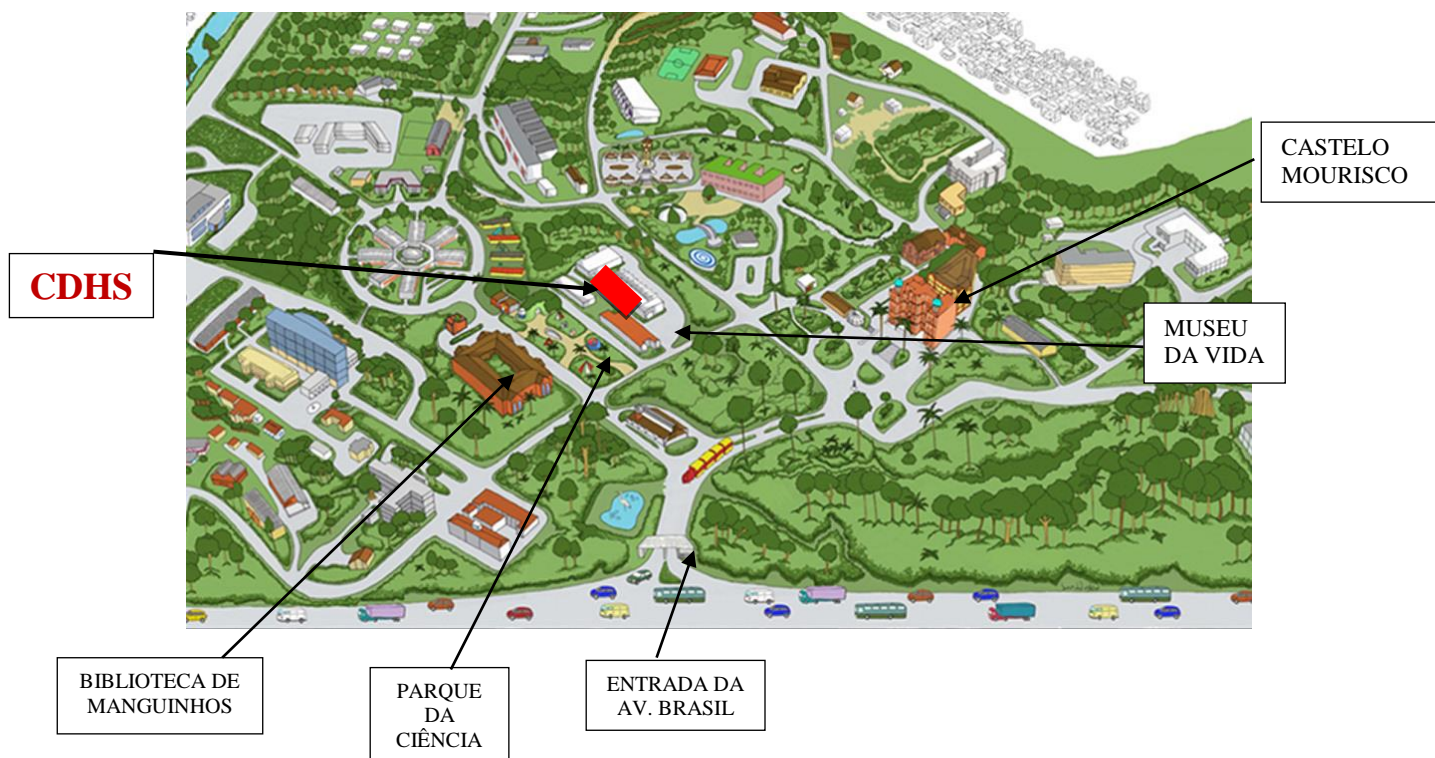 CASTELO
MOURISCO
CDHS
MUSEU
DA VIDA
BIBLIOTECA DE
MANGUINHOS
PARQUE
DA
CIÊNCIA
ENTRADA DA
AV. BRASIL